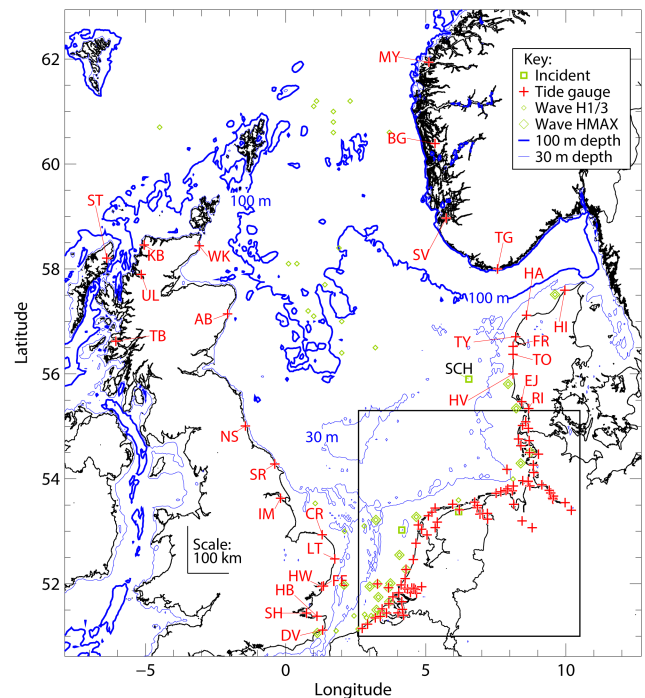 62
60
58
56
54
52
Latitude
−5
0
5
10
Longitude
Key:
Incident
Tide gauge
Wave H1/3
Wave HMAX
100 m depth
30 m depth
MY
BG
ST
100 m
KB
WK
UL
SV
TG
HA
100 m
AB
TB
TY
FR
HI
SCH
TO
HV
EJ
RI
NS
30 m
SR
IM
CR
Scale:
100 km
LT
HW
FE
HB
SH
DV